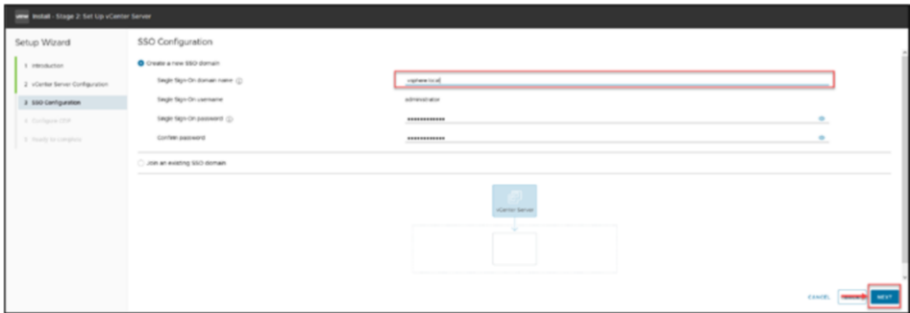 vmw Install - Stage 2: Set Up vCenter Server
Setup Wizard
1 Introduction
2 vCenter Server Configuration
3 SSO Configuration
4 Configure CEIP
5 Ready to complete
SSO Configuration
Create a new SSO domain
Single Sign-On domain name
vsphere.local
Single Sign-On username
administrator
Single Sign-On password
Confirm password
Join an existing SSO domain
vCenter Server
CANCEL
NEXT